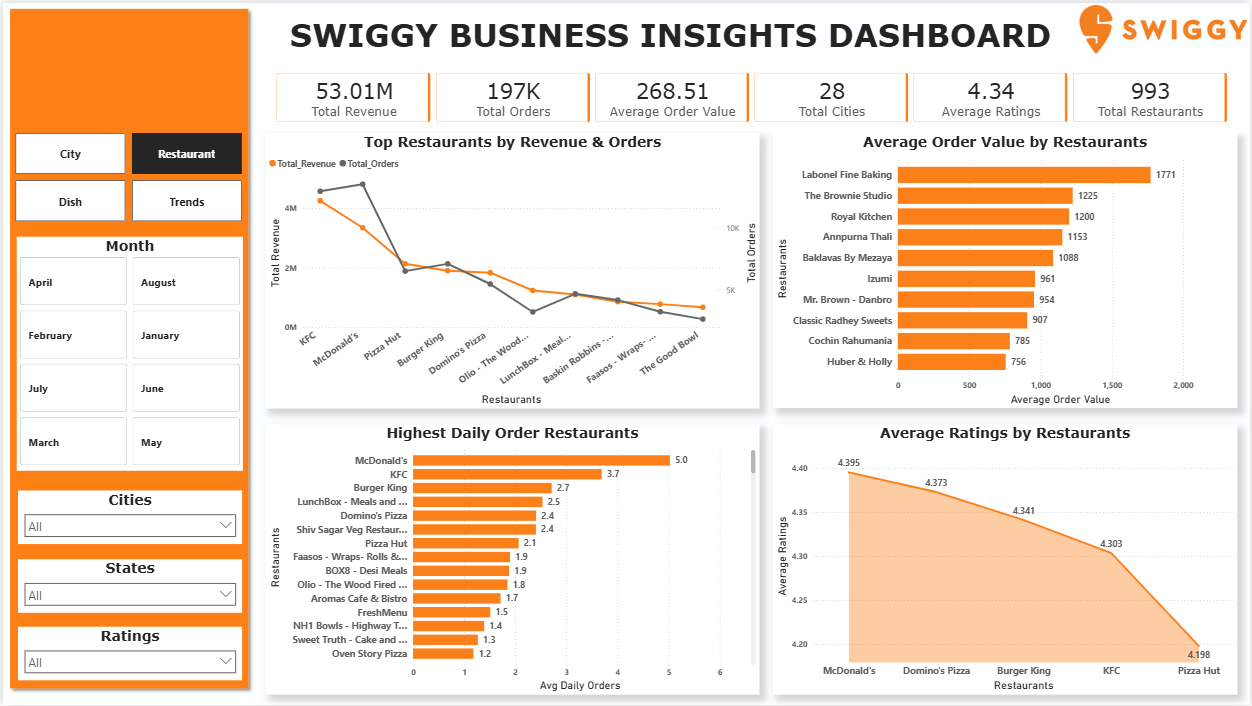 SWIGGY BUSINESS INSIGHTS DASHBOARD
SWIGGY
53.01M
Total Revenue
197K
Total Orders
268.51
Average Order Value
28
Total Cities
4.34
Average Ratings
993
Total Restaurants
City
Restaurant
Dish
Trends
Month
April
August
February
January
July
June
March
May
Cities
All
States
All
Ratings
All
Top Restaurants by Revenue & Orders
Total_Revenue
Total_Orders
Total Revenue
4M
2M
0M
Total Orders
10K
5K
KFC
McDonald's
Pizza Hut
Burger King
Domino's Pizza
Olio - The Wood...
LunchBox - Meal...
Baskin Robbins -...
Faasos - Wraps- ...
The Good Bowl
Restaurants
Average Order Value by Restaurants
Restaurants
Labonel Fine Baking 1771
The Brownie Studio 1225
Royal Kitchen 1200
Annpurna Thali 1153
Baklavas By Mezaya 1088
Izumi 961
Mr. Brown - Danbro 954
Classic Radhey Sweets 907
Cochin Rahumania 785
Huber & Holly 756
0 500 1,000 1,500 2,000
Average Order Value
Highest Daily Order Restaurants
Restaurants
McDonald's 5.0
KFC 3.7
Burger King 2.7
LunchBox - Meals and ... 2.5
Domino's Pizza 2.4
Shiv Sagar Veg Restaur... 2.4
Pizza Hut 2.1
Faasos - Wraps- Rolls &... 1.9
BOX8 - Desi Meals 1.9
Olio - The Wood Fired ... 1.8
Aromas Cafe & Bistro 1.7
FreshMenu 1.5
NH1 Bowls - Highway T... 1.4
Sweet Truth - Cake and ... 1.3
Oven Story Pizza 1.2
0 1 2 3 4 5 6
Avg Daily Orders
Average Ratings by Restaurants
Average Ratings
4.40
4.35
4.30
4.25
4.20
4.395
4.373
4.341
4.303
4.198
McDonald's Domino's Pizza Burger King KFC Pizza Hut
Restaurants